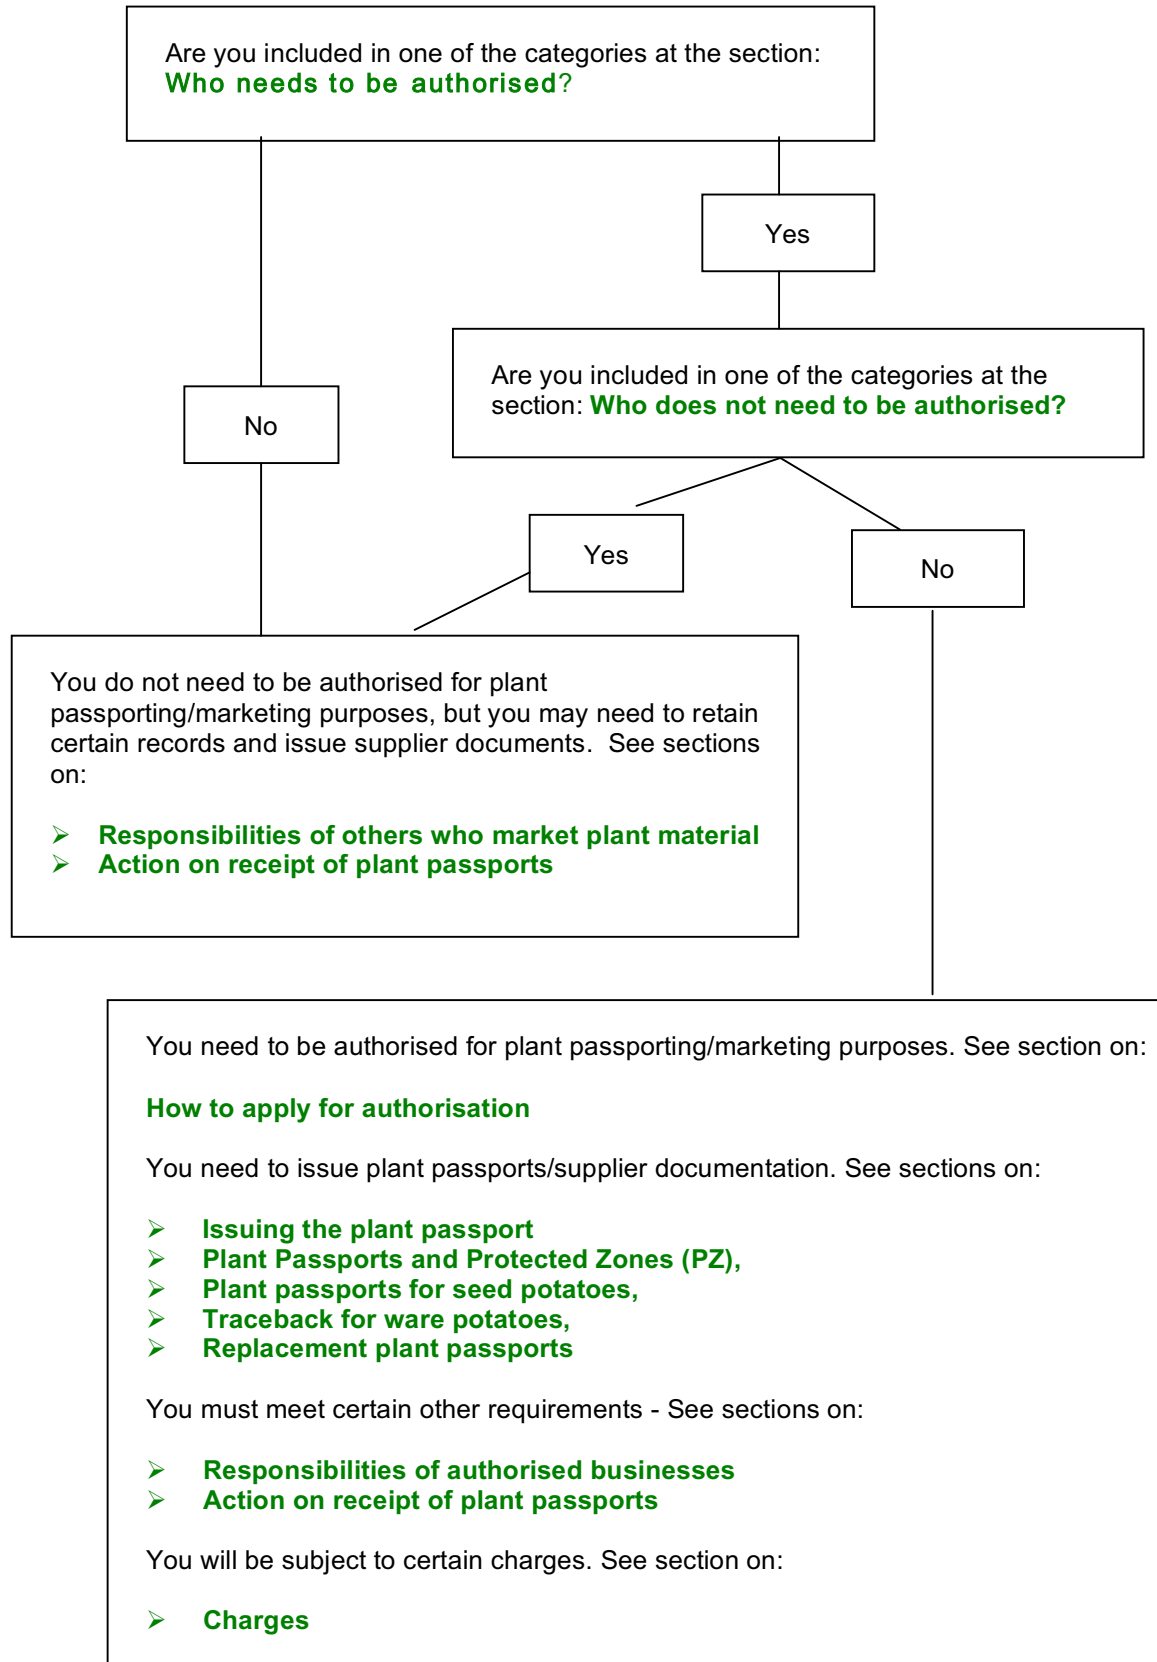 Are you included in one of the categories at the section:
Who needs to be authorised?
Yes
Are you included in one of the categories at the
section: Who does not need to be authorised?
No
Yes
No
You do not need to be authorised for plant
passporting/marketing purposes, but you may need to retain
certain records and issue supplier documents.  See sections
on:
➢ Responsibilities of others who market plant material
➢ Action on receipt of plant passports
You need to be authorised for plant passporting/marketing purposes. See section on:
How to apply for authorisation
You need to issue plant passports/supplier documentation. See sections on:
➢ Issuing the plant passport
➢ Plant Passports and Protected Zones (PZ),
➢ Plant passports for seed potatoes,
➢ Traceback for ware potatoes,
➢ Replacement plant passports
You must meet certain other requirements - See sections on:
➢ Responsibilities of authorised businesses
➢ Action on receipt of plant passports
You will be subject to certain charges. See section on:
➢ Charges